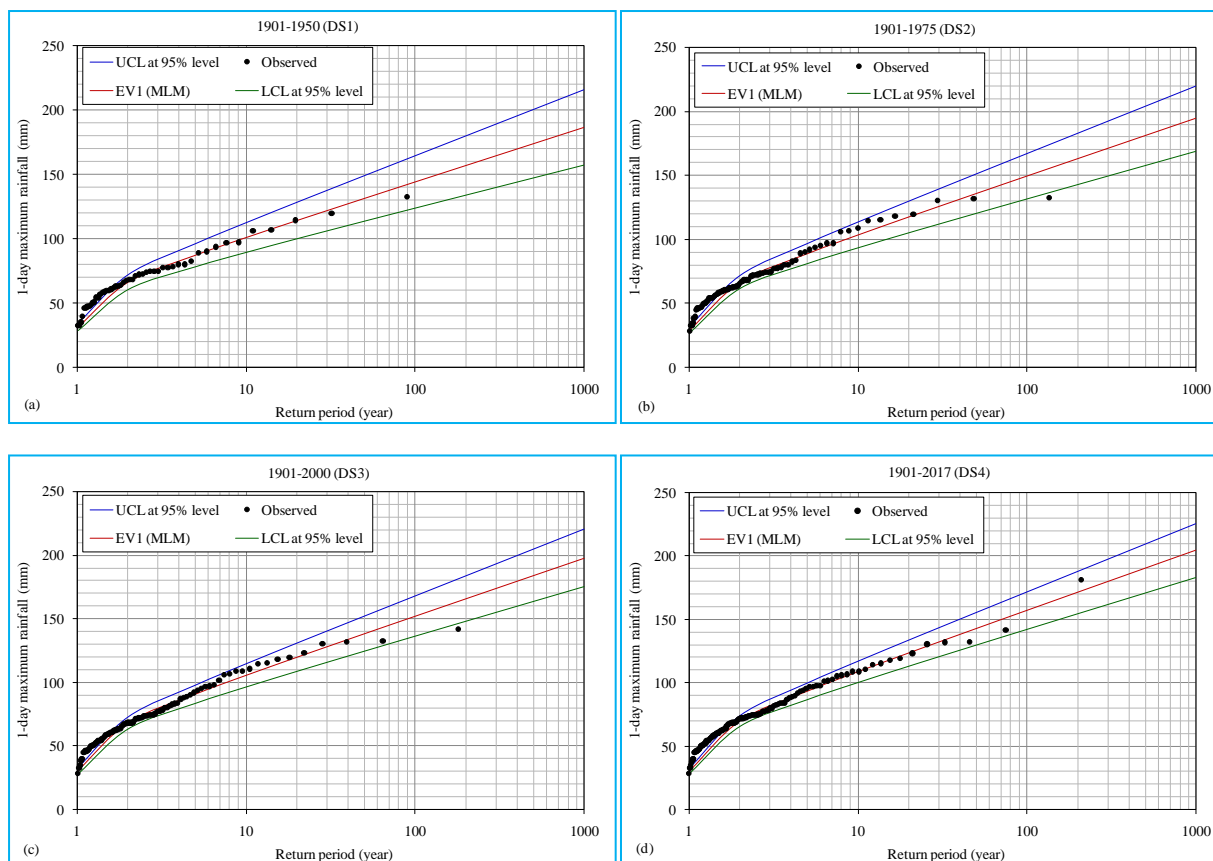 1901-1950 (DS1)
250
200
150
100
50
0
1-day maximum rainfall (mm)
UCL at 95% level
Observed
EV1 (MLM)
LCL at 95% level
1
10
100
1000
(a)
Return period (year)
1901-1975 (DS2)
250
200
150
100
50
0
1-day maximum rainfall (mm)
UCL at 95% level
Observed
EV1 (MLM)
LCL at 95% level
1
10
100
1000
(b)
Return period (year)
1901-2000 (DS3)
250
200
150
100
50
0
1-day maximum rainfall (mm)
UCL at 95% level
Observed
EV1 (MLM)
LCL at 95% level
1
10
100
1000
(c)
Return period (year)
1901-2017 (DS4)
250
200
150
100
50
0
1-day maximum rainfall (mm)
UCL at 95% level
Observed
EV1 (MLM)
LCL at 95% level
1
10
100
1000
(d)
Return period (year)